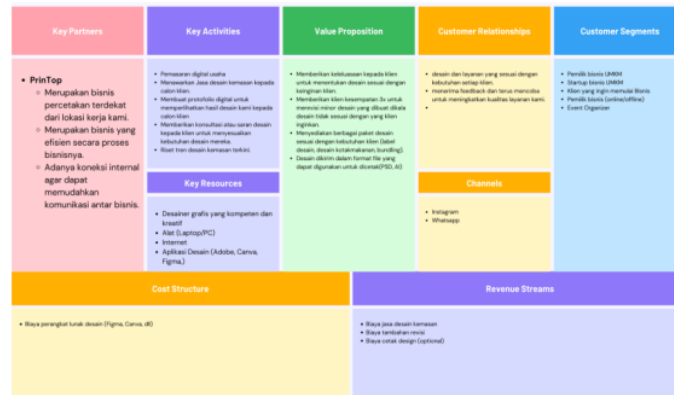 Key Partners
PrinTop
Merupakan bisnis
percetakan terdekat
dari lokasi kerja kami.
Merupakan bisnis yang
efisien secara proses
bisnisnya.
Adanya koneksi internal
agar dapat
memudahkan
komunikasi antar bisnis.
Key Activities
Pemasaran digital usaha
Menawarkan Jasa desain kemasan kepada
calon klien.
Membuat protofolio digital untuk
memperlihatkan hasil desain kami kepada
calon klien
Memberikan konsultasi atau saran desain
kepada klien untuk menyesuaikan
kebutuhan desain mereka.
Riset tren desain kemasan terkini.
Key Resources
Desainer grafis yang kompeten dan
kreatif
Alat (Laptop/PC)
Internet
Aplikasi Desain (Adobe, Canva,
Figma,)
Value Proposition
Memberikan keleluasaan kepada klien
untuk menentukan desain sesuai dengan
keinginan klien.
Memberikan klien kesempatan 3x untuk
merevisi minor desain yang dibuat dikala
desain tidak sesuai dengan yang klien
inginkan.
Menyediakan berbagai paket desain
sesuai dengan kebutuhan klien (label
desain, desain kotakmakanan, bundling).
Desain dikirim dalam format file yang
dapat digunakan untuk dicetak(PSD, AI)
Customer Relationships
desain dan layanan yang sesuai dengan
kebutuhan setiap klien.
menerima feedback dan terus mencoba
untuk meningkatkan kualitas layanan kami.
Channels
Instagram
Whatsapp
Customer Segments
Pemilik bisnis UMKM
Startup bisnis UMKM
Klien yang ingin memulai Bisnis
Pemilik bisnis (online/offline)
Event Organizer
Cost Structure
Biaya perangkat lunak desain (Figma, Canva, dll)
Revenue Streams
Biaya jasa desain kemasan
Biaya tambahan revisi
Biaya cetak design (optional)